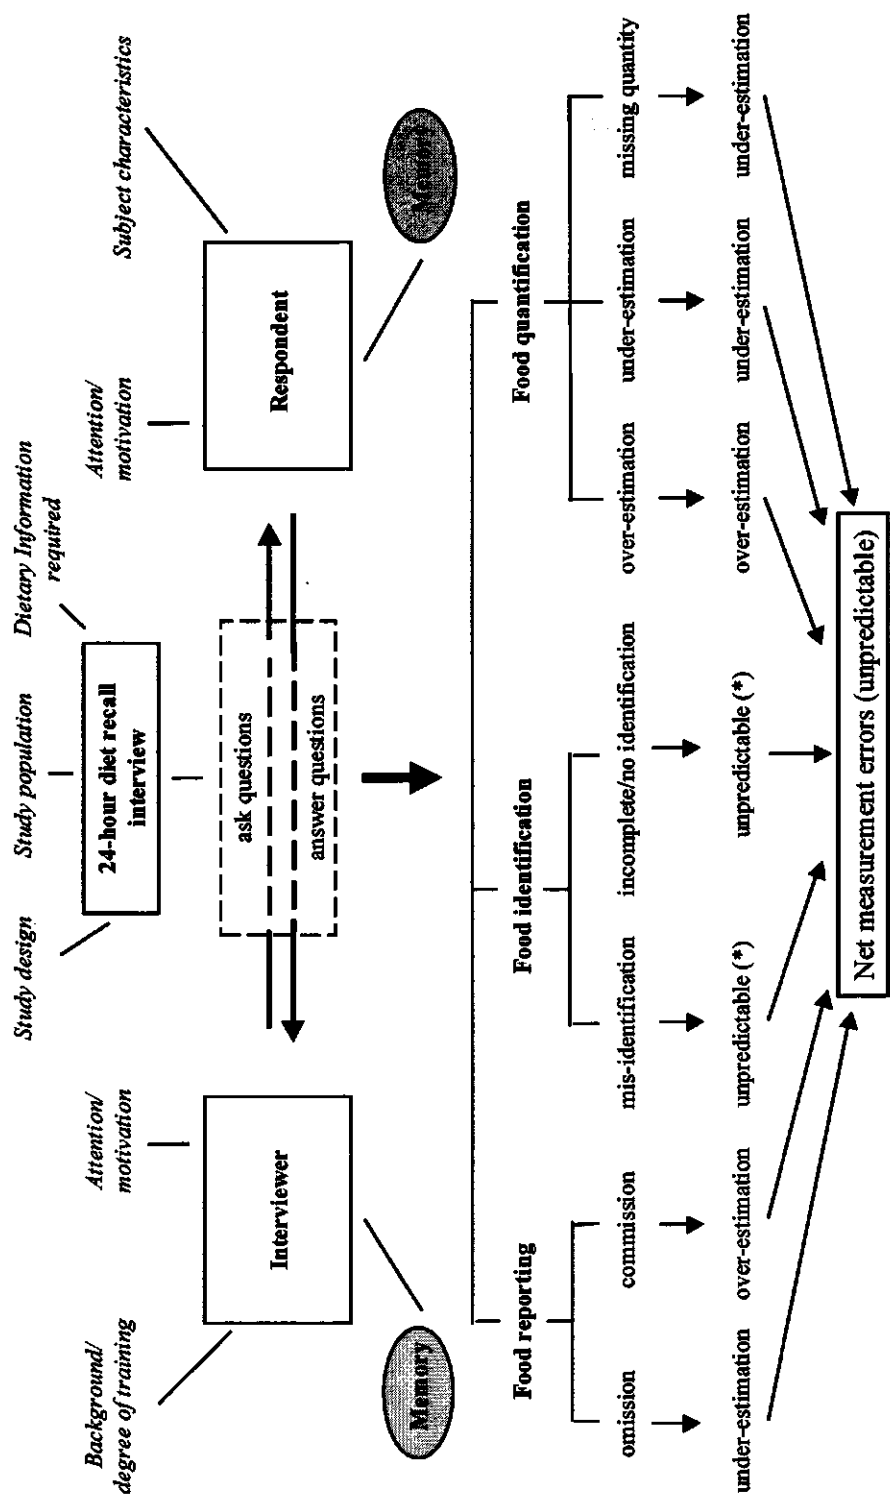 Study design
Study population
Dietary Information
required
24-hour diet recall
interview
Background/
degree of training
Attention/
motivation
Attention/
motivation
Subject characteristics
Interviewer
ask questions
answer questions
Respondent
Memory
Memory
Food reporting
Food identification
Food quantification
omission
commission
mis-identification
incomplete/no identification
over-estimation
under-estimation
missing quantity
under-estimation
over-estimation
unpredictable (*)
unpredictable (*)
over-estimation
under-estimation
under-estimation
Net measurement errors (unpredictable)